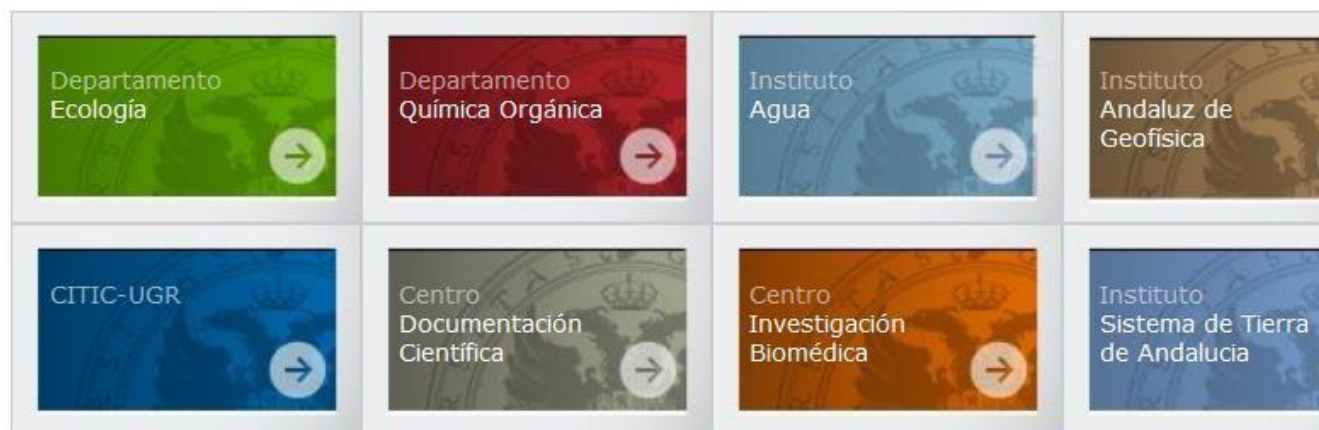 Departamento
Ecología
Departamento
Química Orgánica
Instituto
Agua
Instituto
Andaluz de
Geofísica
CITIC-UGR
Centro
Documentación
Científica
Centro
Investigación
Biomédica
Instituto
Sistema de Tierra
de Andalucia